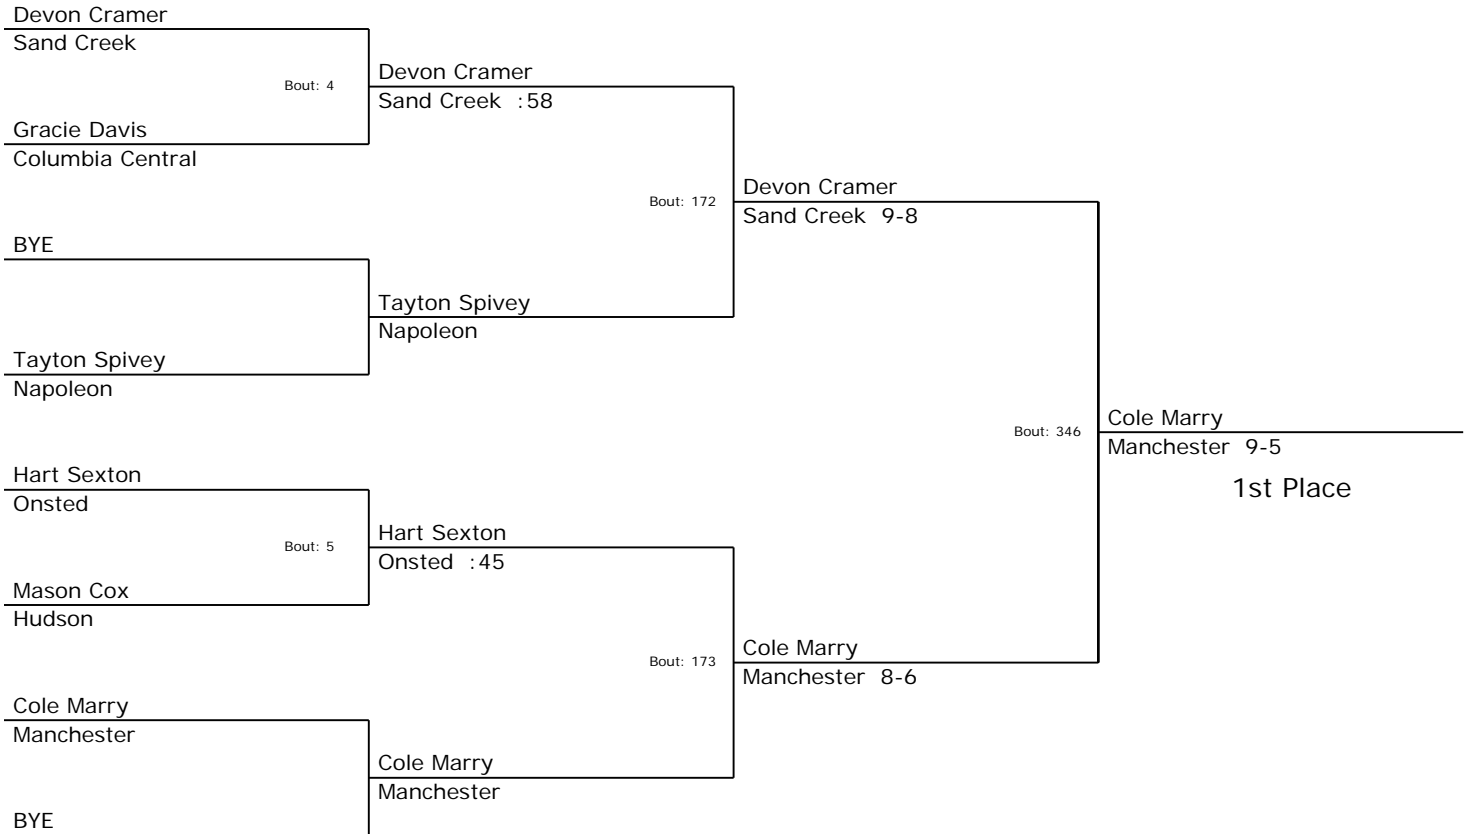 Devon Cramer
Sand Creek
Bout: 4
Gracie Davis
Columbia Central
BYE
Tayton Spivey
Napoleon
Hart Sexton
Onsted
Bout: 5
Mason Cox
Hudson
Cole Marry
Manchester
BYE
Devon Cramer
Sand Creek :58
Bout: 172
Tayton Spivey
Napoleon
Hart Sexton
Onsted :45
Bout: 173
Cole Marry
Manchester
Devon Cramer
Sand Creek 9-8
Bout: 346
Cole Marry
Manchester 8-6
Cole Marry
Manchester 9-5
1st Place